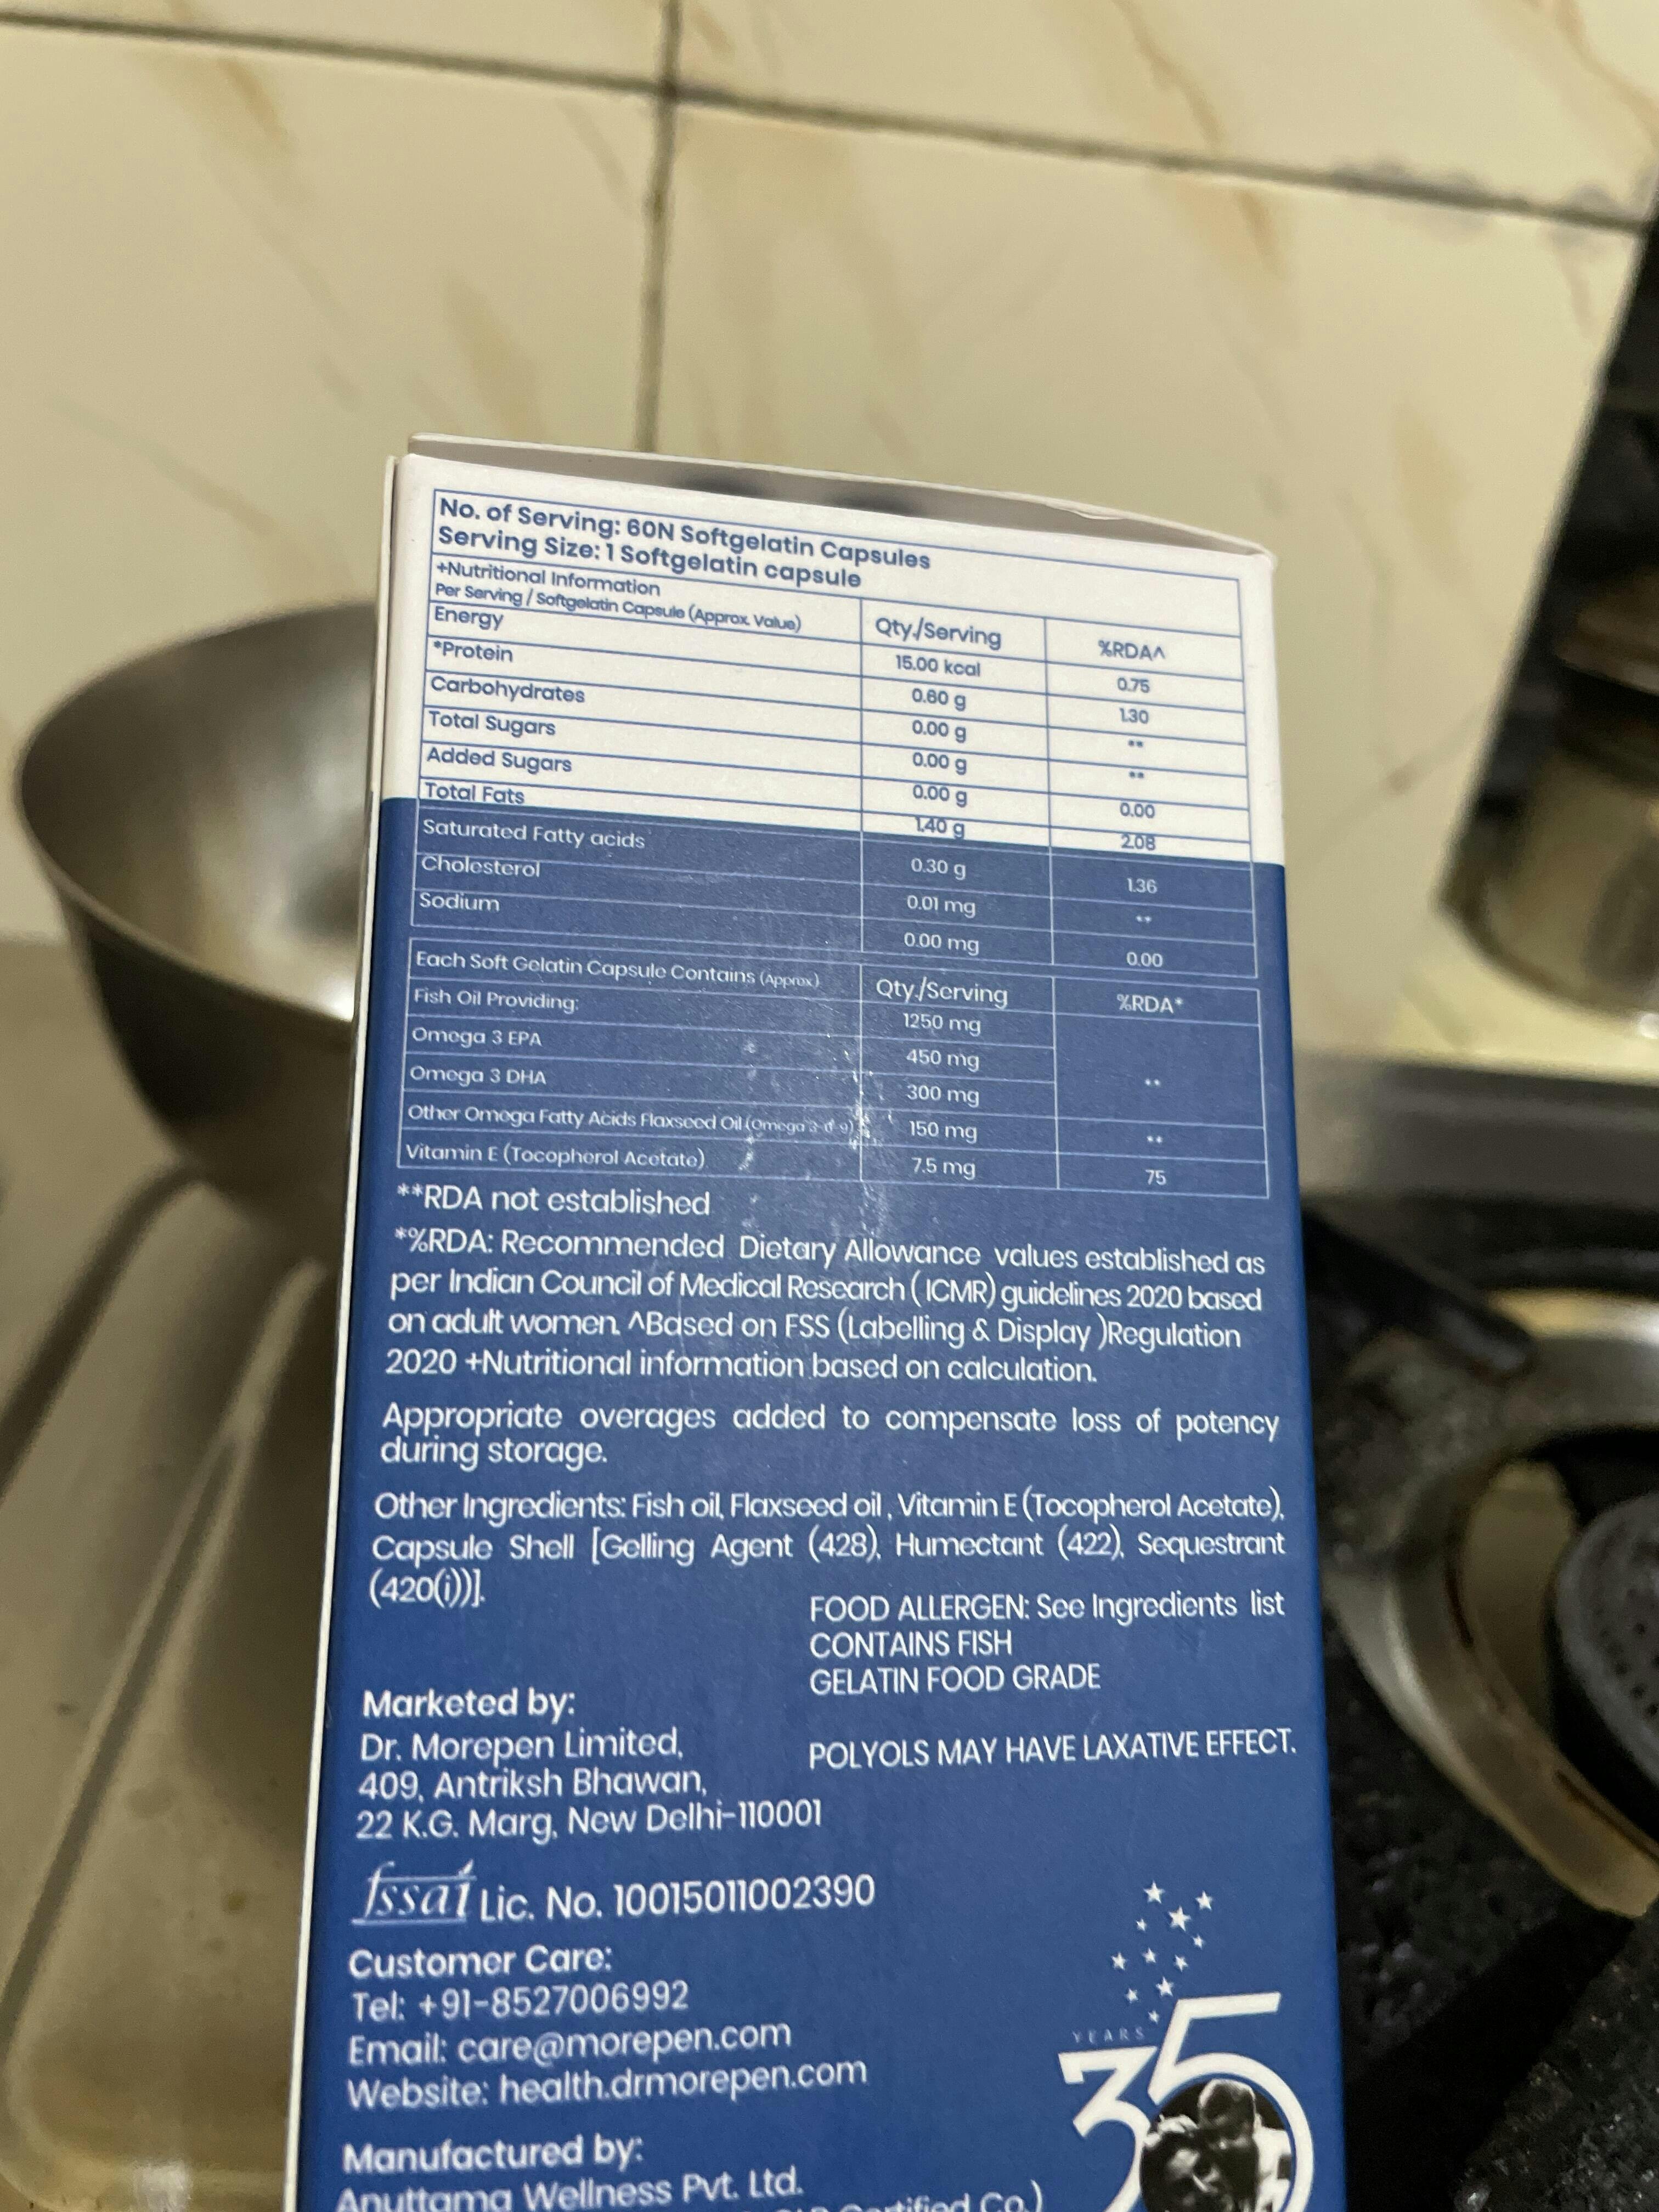 No. of Serving: 60N Softgelatin Capsules
Serving Size: 1 Softgelatin capsule
+Nutritional Information
Per Serving / Softgelatin Capsule (Approx. Value) Qty./Serving %RDA^
Energy 15.00 kcal 0.75
*Protein 0.60 g 1.30
Carbohydrates 0.00 g **
Total Sugars 0.00 g **
Added Sugars 0.00 g 0.00
Total Fats 1.40 g 2.08
Saturated Fatty acids 0.30 g 1.36
Cholesterol 0.01 mg **
Sodium 0.00 mg 0.00
Each Soft Gelatin Capsule Contains (Approx) Qty./Serving %RDA*
Fish Oil Providing: 1250 mg
Omega 3 EPA 450 mg **
Omega 3 DHA 300 mg
Other Omega Fatty Acids Flaxseed Oil 150 mg **
Vitamin E (Tocopherol Acetate) 7.5 mg 75
**RDA not established
*%RDA: Recommended Dietary Allowance values established as
per Indian Council of Medical Research ( ICMR) guidelines 2020 based
on adult women. ^Based on FSS (Labelling & Display )Regulation
2020 +Nutritional information based on calculation.
Appropriate overages added to compensate loss of potency
during storage.
Other Ingredients: Fish oil, Flaxseed oil , Vitamin E (Tocopherol Acetate),
Capsule Shell [Gelling Agent (428), Humectant (422), Sequestrant
(420(i))].
FOOD ALLERGEN: See Ingredients list
CONTAINS FISH
GELATIN FOOD GRADE
POLYOLS MAY HAVE LAXATIVE EFFECT.
Marketed by:
Dr. Morepen Limited,
409, Antriksh Bhawan,
22 K.G. Marg, New Delhi-110001
fssai Lic. No. 10015011002390
Customer Care:
Tel: +91-8527006992
Email: care@morepen.com
Website: health.drmorepen.com
YEARS
35
Manufactured by:
Anuttama Wellness Pvt. Ltd.
Certified Co.)